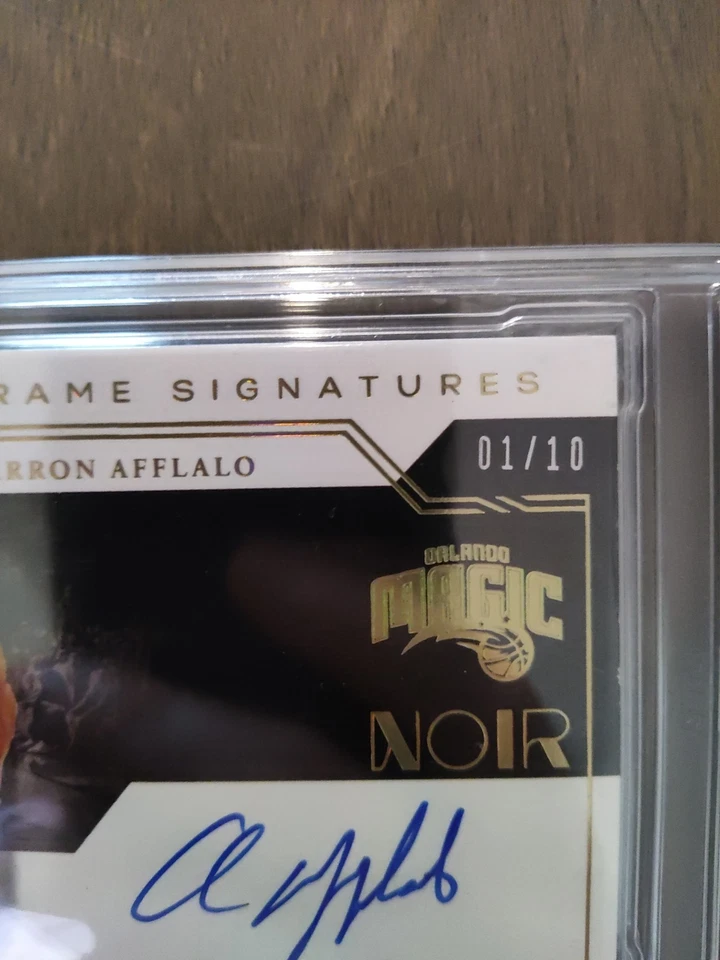 RAME SIGNATURES
RRON AFFLALO
01/10
ORLANDO
MAGIC
NOIR